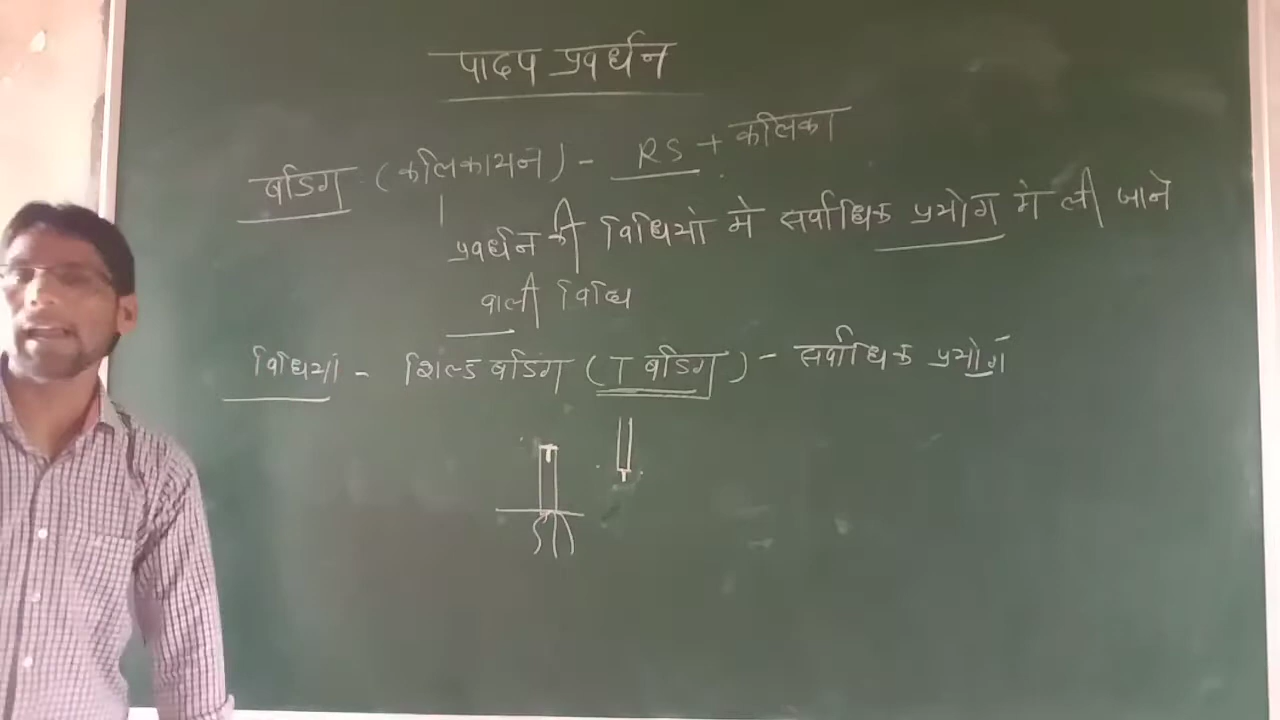 पादप प्रवर्धन
बडिंग (कलिकायन) - RS + कलिका
प्रवर्धन की विधियों में सर्वाधिक प्रयोग में ली जाने
वाली विधि
विधियां - शिल्ड बडिंग (T बडिंग) - सर्वाधिक प्रयोग